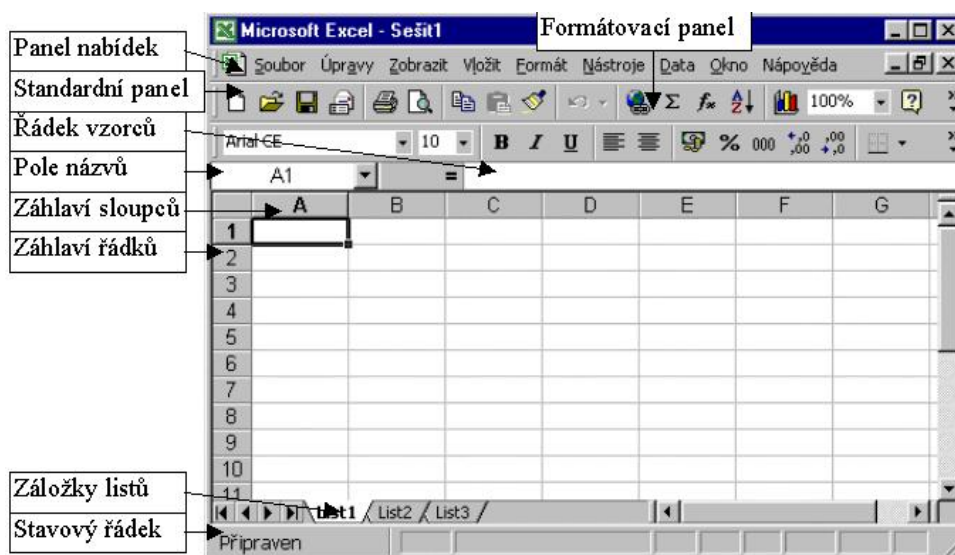 Microsoft Excel - Sešit1
Formátovací panel
Panel nabídek
Soubor Úpravy Zobrazit Vložit Formát Nástroje Data Okno Nápověda
Standardní panel
100%
Řádek vzorců
Arial CE 10 B I U % 000
Pole názvů
A1 =
Záhlaví sloupců
A B C D E F G
Záhlaví řádků
1
2
3
4
5
6
7
8
9
10
11
Záložky listů
List1 List2 List3
Stavový řádek
Připraven